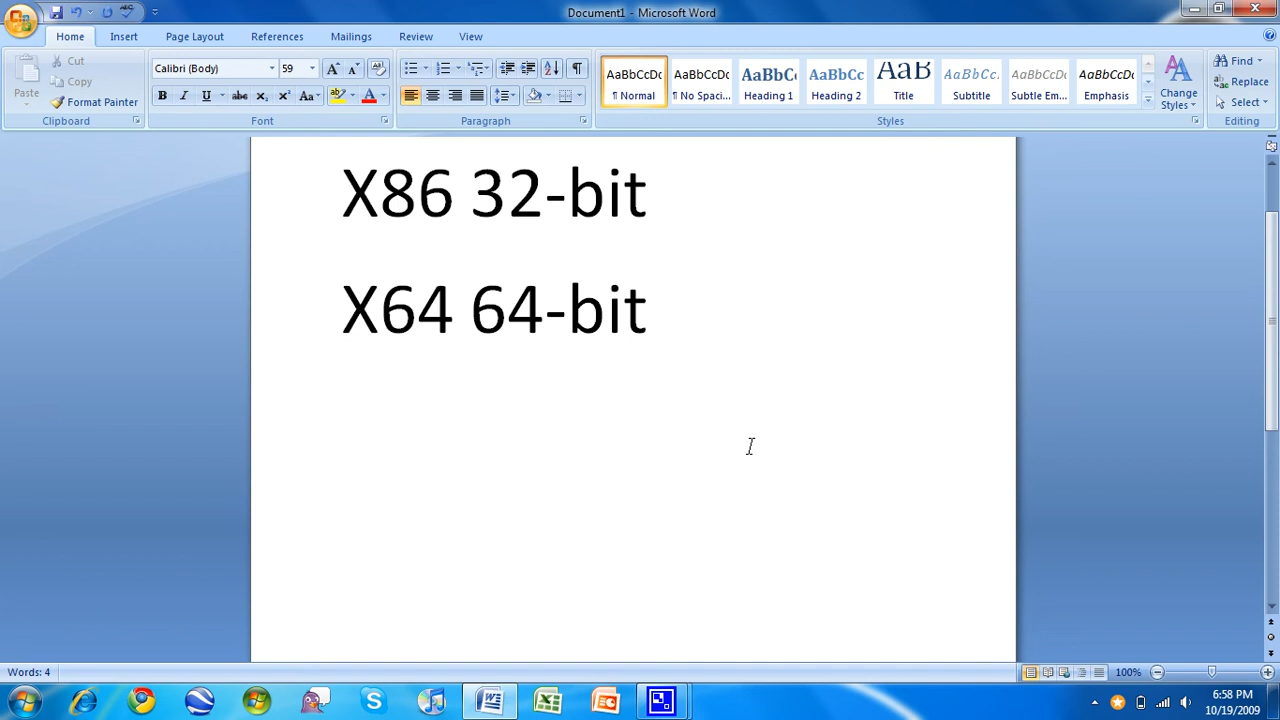 Document1 - Microsoft Word
Home Insert Page Layout References Mailings Review View
Paste
Cut
Copy
Format Painter
Clipboard
Calibri (Body) 59
Font
Paragraph
AaBbCcDc AaBbCcDc AaBbCc AaBbCc AaB AaBbCc. AaBbCcDc AaBbCcDc
¶ Normal ¶ No Spaci... Heading 1 Heading 2 Title Subtitle Subtle Em... Emphasis
Change Styles
Styles
Find
Replace
Select
Editing
X86 32-bit
X64 64-bit
Words: 4
100%
6:58 PM
10/19/2009